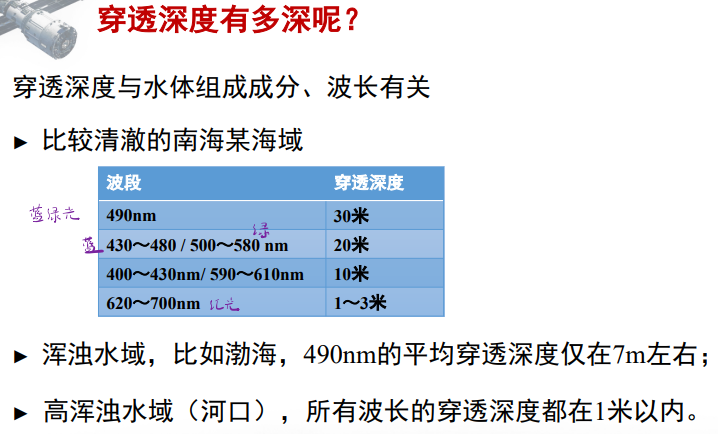 穿透深度有多深呢？
穿透深度与水体组成成分、波长有关
► 比较清澈的南海某海域
波段 穿透深度
蓝绿光 490nm 30米
绿
蓝 430～480 / 500～580 nm 20米
400～430nm/ 590～610nm 10米
620～700nm 红光 1～3米
► 浑浊水域，比如渤海，490nm的平均穿透深度仅在7m左右；
► 高浑浊水域（河口），所有波长的穿透深度都在1米以内。